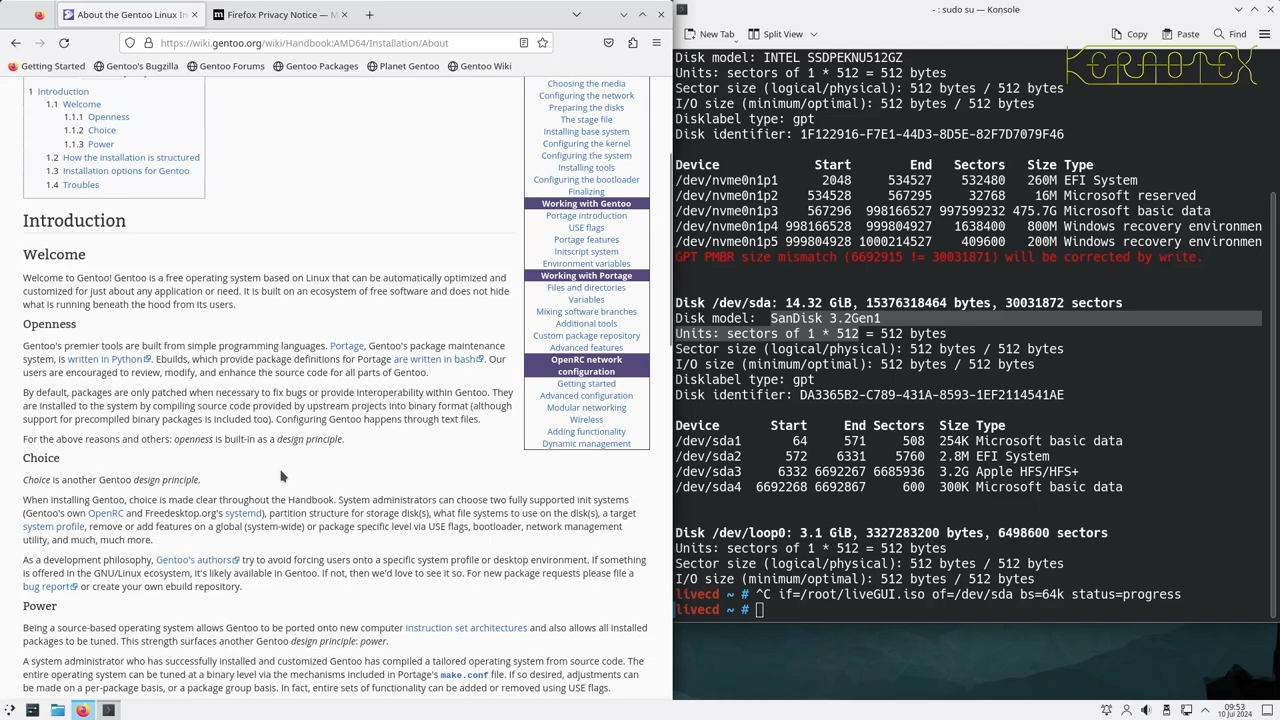 About the Gentoo Linux In
Firefox Privacy Notice — M
https://wiki.gentoo.org/wiki/Handbook:AMD64/Installation/About
Getting Started
Gentoo's Bugzilla
Gentoo Forums
Gentoo Packages
Planet Gentoo
Gentoo Wiki
1 Introduction
1.1 Welcome
1.1.1 Openness
1.1.2 Choice
1.1.3 Power
1.2 How the installation is structured
1.3 Installation options for Gentoo
1.4 Troubles
Introduction
Welcome
Welcome to Gentoo! Gentoo is a free operating system based on Linux that can be automatically optimized and
customized for just about any application or need. It is built on an ecosystem of free software and does not hide
what is running beneath the hood from its users.
Openness
Gentoo's premier tools are built from simple programming languages. Portage, Gentoo's package maintenance
system, is written in Python. Ebuilds, which provide package definitions for Portage are written in bash. Our
users are encouraged to review, modify, and enhance the source code for all parts of Gentoo.
By default, packages are only patched when necessary to fix bugs or provide interoperability within Gentoo. They
are installed to the system by compiling source code provided by upstream projects into binary format (although
support for precompiled binary packages is included too). Configuring Gentoo happens through text files.
For the above reasons and others: openness is built-in as a design principle.
Choice
Choice is another Gentoo design principle.
When installing Gentoo, choice is made clear throughout the Handbook. System administrators can choose two fully supported init systems
(Gentoo's own OpenRC and Freedesktop.org's systemd), partition structure for storage disk(s), what file systems to use on the disk(s), a target
system profile, remove or add features on a global (system-wide) or package specific level via USE flags, bootloader, network management
utility, and much, much more.
As a development philosophy, Gentoo's authors try to avoid forcing users onto a specific system profile or desktop environment. If something
is offered in the GNU/Linux ecosystem, it's likely available in Gentoo. If not, then we'd love to see it so. For new package requests please file a
bug report or create your own ebuild repository.
Power
Being a source-based operating system allows Gentoo to be ported onto new computer instruction set architectures and also allows all installed
packages to be tuned. This strength surfaces another Gentoo design principle: power.
A system administrator who has successfully installed and customized Gentoo has compiled a tailored operating system from source code. The
entire operating system can be tuned at a binary level via the mechanisms included in Portage's make.conf file. If so desired, adjustments can
be made on a per-package basis, or a package group basis. In fact, entire sets of functionality can be added or removed using USE flags.
Choosing the media
Configuring the network
Preparing the disks
The stage file
Installing base system
Configuring the kernel
Configuring the system
Installing tools
Configuring the bootloader
Finalizing
Working with Gentoo
Portage introduction
USE flags
Portage features
Initscript system
Environment variables
Working with Portage
Files and directories
Variables
Mixing software branches
Additional tools
Custom package repository
Advanced features
OpenRC network
configuration
Getting started
Advanced configuration
Modular networking
Wireless
Adding functionality
Dynamic management
- : sudo su — Konsole
New Tab
Split View
Copy
Paste
Find
Disk model: INTEL SSDPEKNU512GZ
Units: sectors of 1 * 512 = 512 bytes
Sector size (logical/physical): 512 bytes / 512 bytes
I/O size (minimum/optimal): 512 bytes / 512 bytes
Disklabel type: gpt
Disk identifier: 1F122916-F7E1-44D3-8D5E-82F7D7079F46
Device Start End Sectors Size Type
/dev/nvme0n1p1 2048 534527 532480 260M EFI System
/dev/nvme0n1p2 534528 567295 32768 16M Microsoft reserved
/dev/nvme0n1p3 567296 998166527 997599232 475.7G Microsoft basic data
/dev/nvme0n1p4 998166528 999804927 1638400 800M Windows recovery environmen
/dev/nvme0n1p5 999804928 1000214527 409600 200M Windows recovery environmen
GPT PMBR size mismatch (6692915 != 30031871) will be corrected by write.
Disk /dev/sda: 14.32 GiB, 15376318464 bytes, 30031872 sectors
Disk model:  SanDisk 3.2Gen1
Units: sectors of 1 * 512 = 512 bytes
Sector size (logical/physical): 512 bytes / 512 bytes
I/O size (minimum/optimal): 512 bytes / 512 bytes
Disklabel type: gpt
Disk identifier: DA3365B2-C789-431A-8593-1EF2114541AE
Device Start End Sectors Size Type
/dev/sda1 64 571 508 254K Microsoft basic data
/dev/sda2 572 6331 5760 2.8M EFI System
/dev/sda3 6332 6692267 6685936 3.2G Apple HFS/HFS+
/dev/sda4 6692268 6692867 600 300K Microsoft basic data
Disk /dev/loop0: 3.1 GiB, 3327283200 bytes, 6498600 sectors
Units: sectors of 1 * 512 = 512 bytes
Sector size (logical/physical): 512 bytes / 512 bytes
I/O size (minimum/optimal): 512 bytes / 512 bytes
livecd ~ # ^C if=/root/liveGUI.iso of=/dev/sda bs=64k status=progress
livecd ~ #
09:53
10 Jul 2024